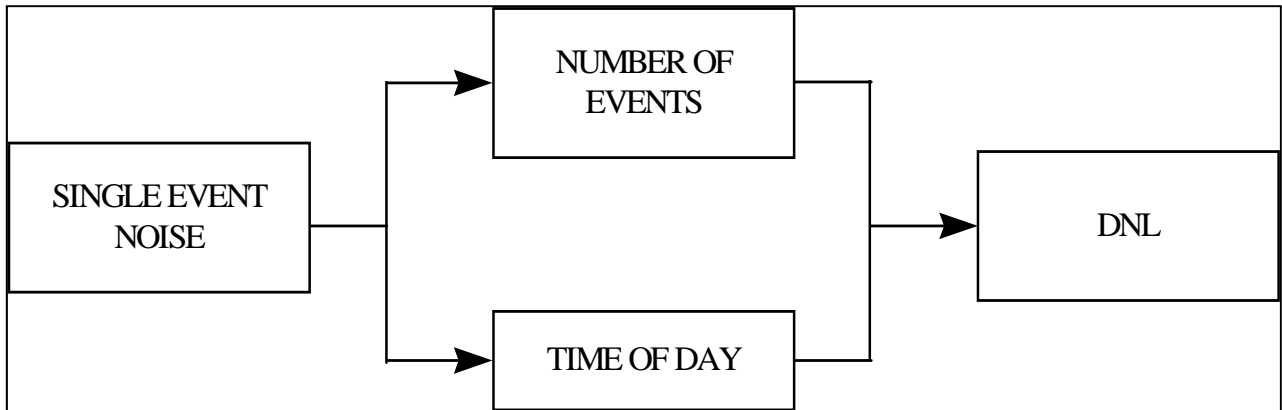 NUMBER OF
EVENTS
SINGLE EVENT
NOISE
DNL
TIME OF DAY